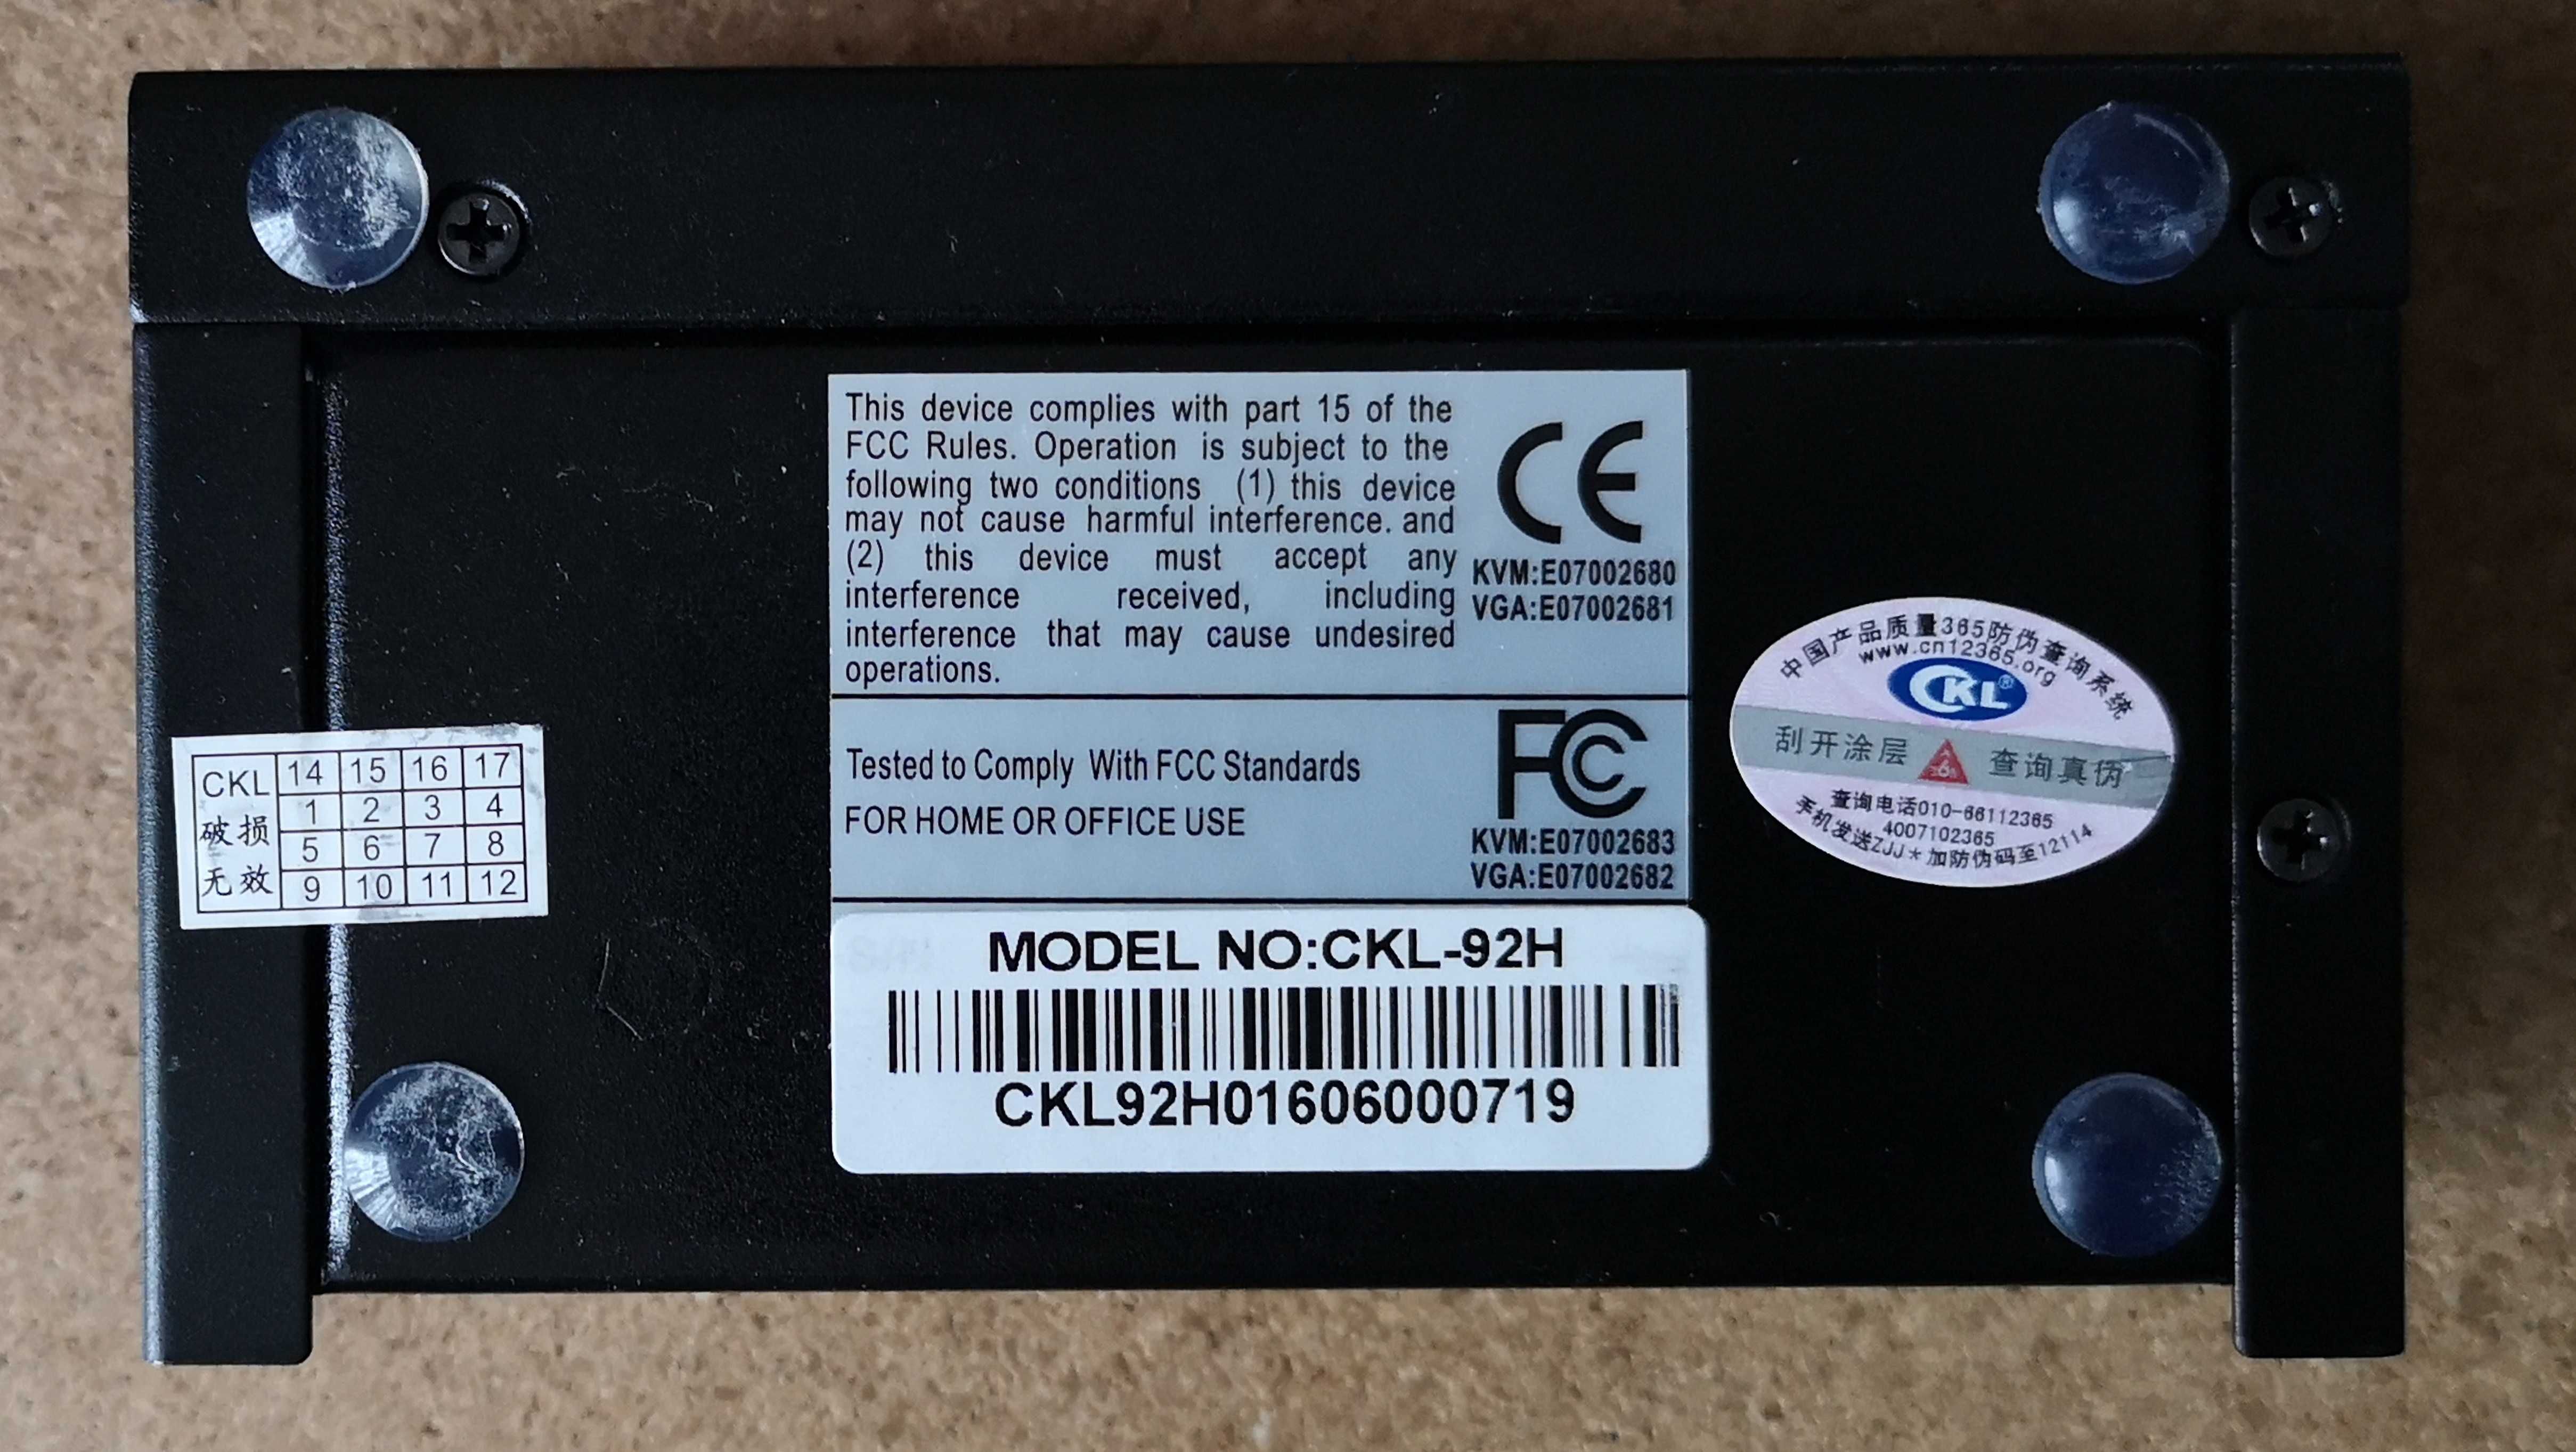 This device complies with part 15 of the
FCC Rules. Operation is subject to the
following two conditions (1) this device
may not cause harmful interference. and
(2) this device must accept any
interference received, including
interference that may cause undesired
operations.
CE
KVM:E07002680
VGA:E07002681
Tested to Comply With FCC Standards
FOR HOME OR OFFICE USE
FC
KVM:E07002683
VGA:E07002682
MODEL NO:CKL-92H
CKL92H01606000719
CKL
破损
无效
14 15 16 17
1 2 3 4
5 6 7 8
9 10 11 12
中国产品质量365防伪查询系统
www.cn12365.org
CKL®
刮开涂层 查询真伪
查询电话010-66112365
4007102365
手机发送ZJJ*加防伪码至12114